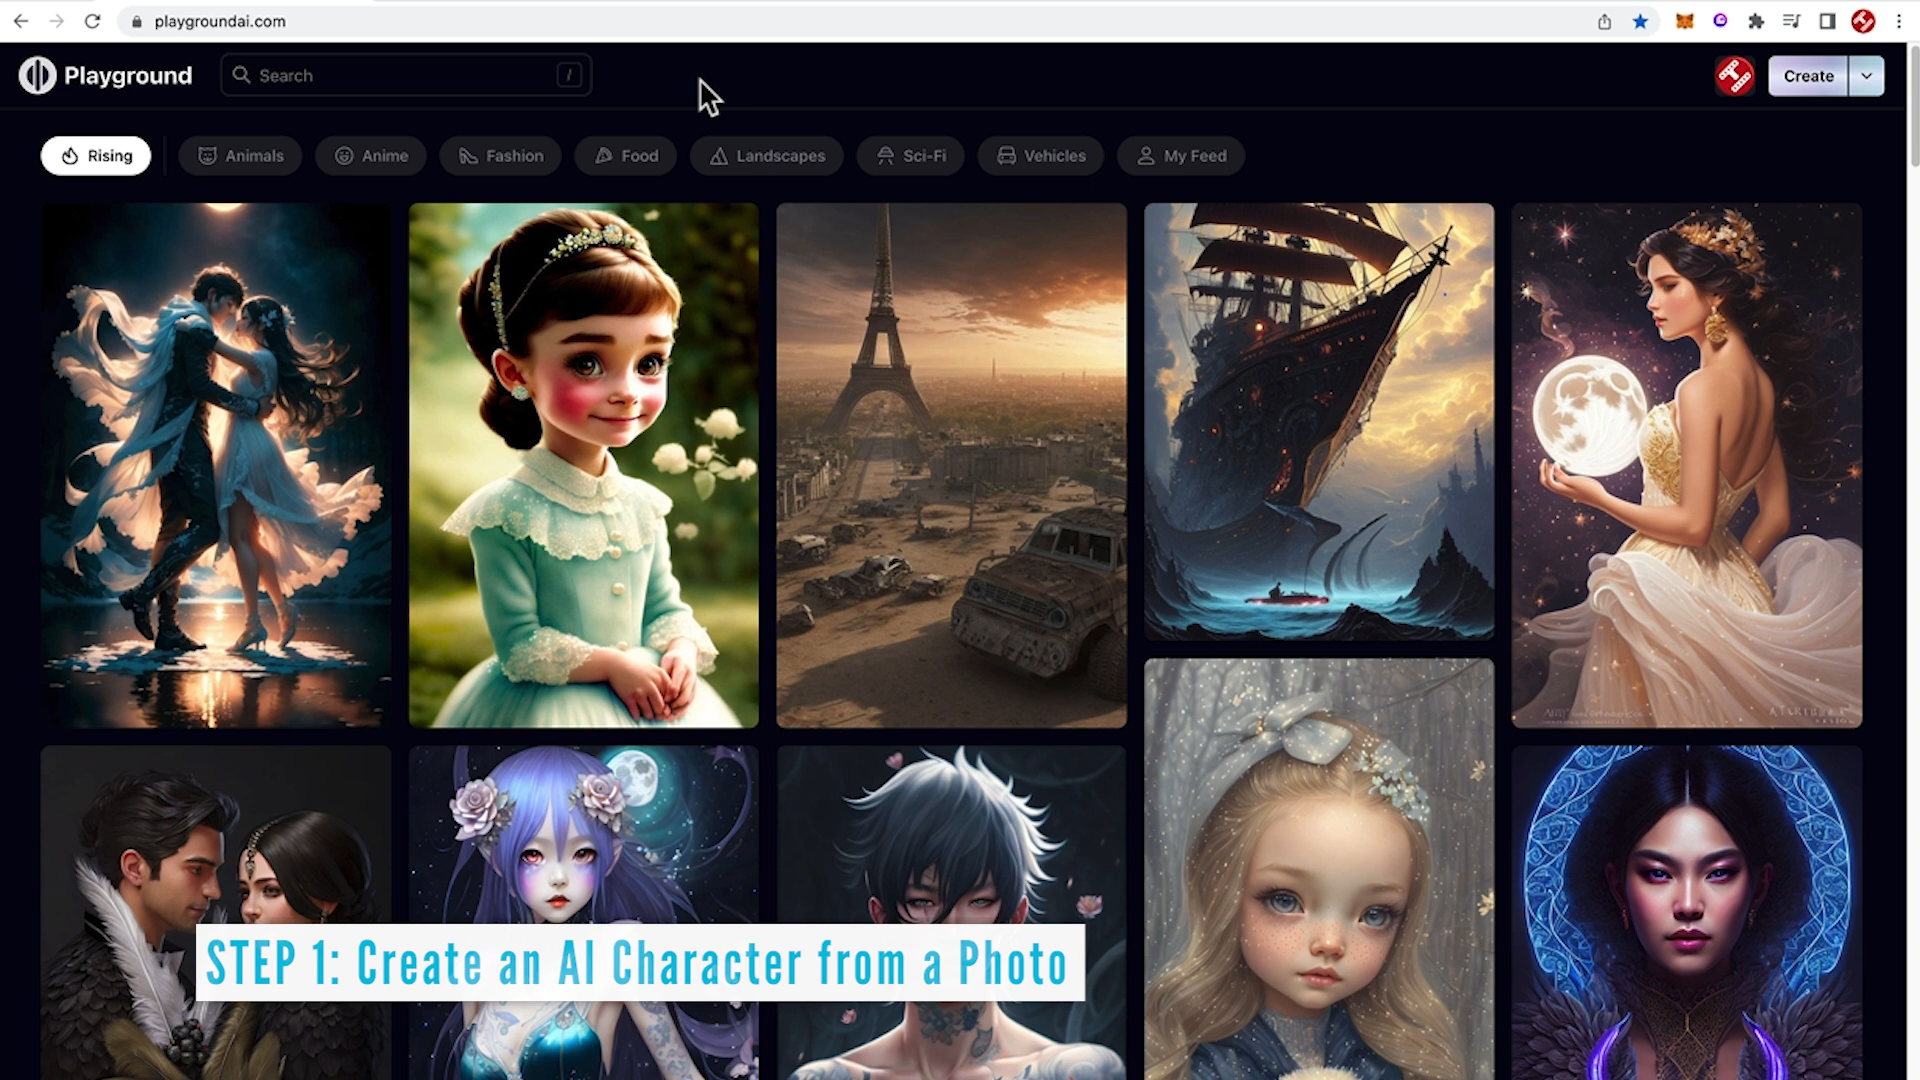 playgroundai.com
Playground
Search
/
Create
Rising
Animals
Anime
Fashion
Food
Landscapes
Sci-Fi
Vehicles
My Feed
STEP 1: Create an AI Character from a Photo